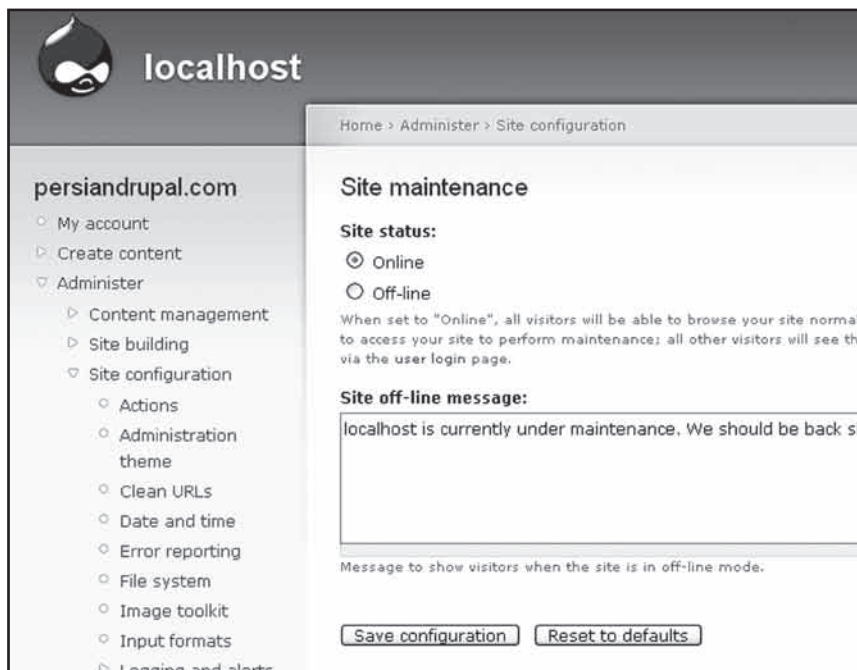 localhost
Home > Administer > Site configuration
persiandrupal.com
My account
Create content
Administer
Content management
Site building
Site configuration
Actions
Administration
theme
Clean URLs
Date and time
Error reporting
File system
Image toolkit
Input formats
Logging and alerts
Site maintenance
Site status:
Online
Off-line
When set to "Online", all visitors will be able to browse your site
to access your site to perform maintenance; all other visitors will see
via the user login page.
Site off-line message:
localhost is currently under maintenance. We should be back
Message to show visitors when the site is in off-line mode.
Save configuration
Reset to defaults